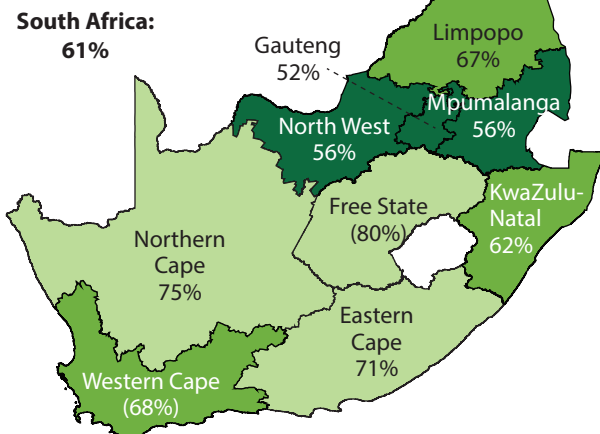 South Africa:
61%
Limpopo
67%
Gauteng
52%
Mpumalanga
56%
North West
56%
KwaZulu-
Natal
62%
Free State
(80%)
Northern
Cape
75%
Eastern
Cape
71%
Western Cape
(68%)